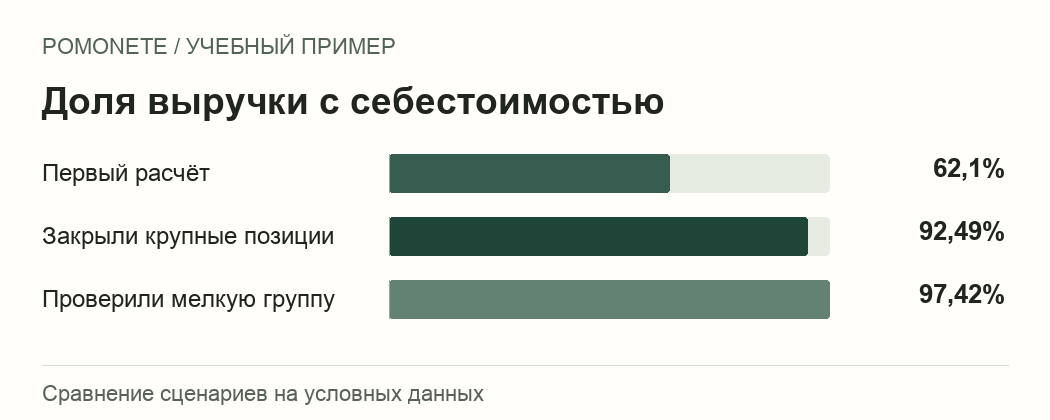 POMONETE / УЧЕБНЫЙ ПРИМЕР
Доля выручки с себестоимостью
Первый расчёт 62,1%
Закрыли крупные позиции 92,49%
Проверили мелкую группу 97,42%
Сравнение сценариев на условных данных